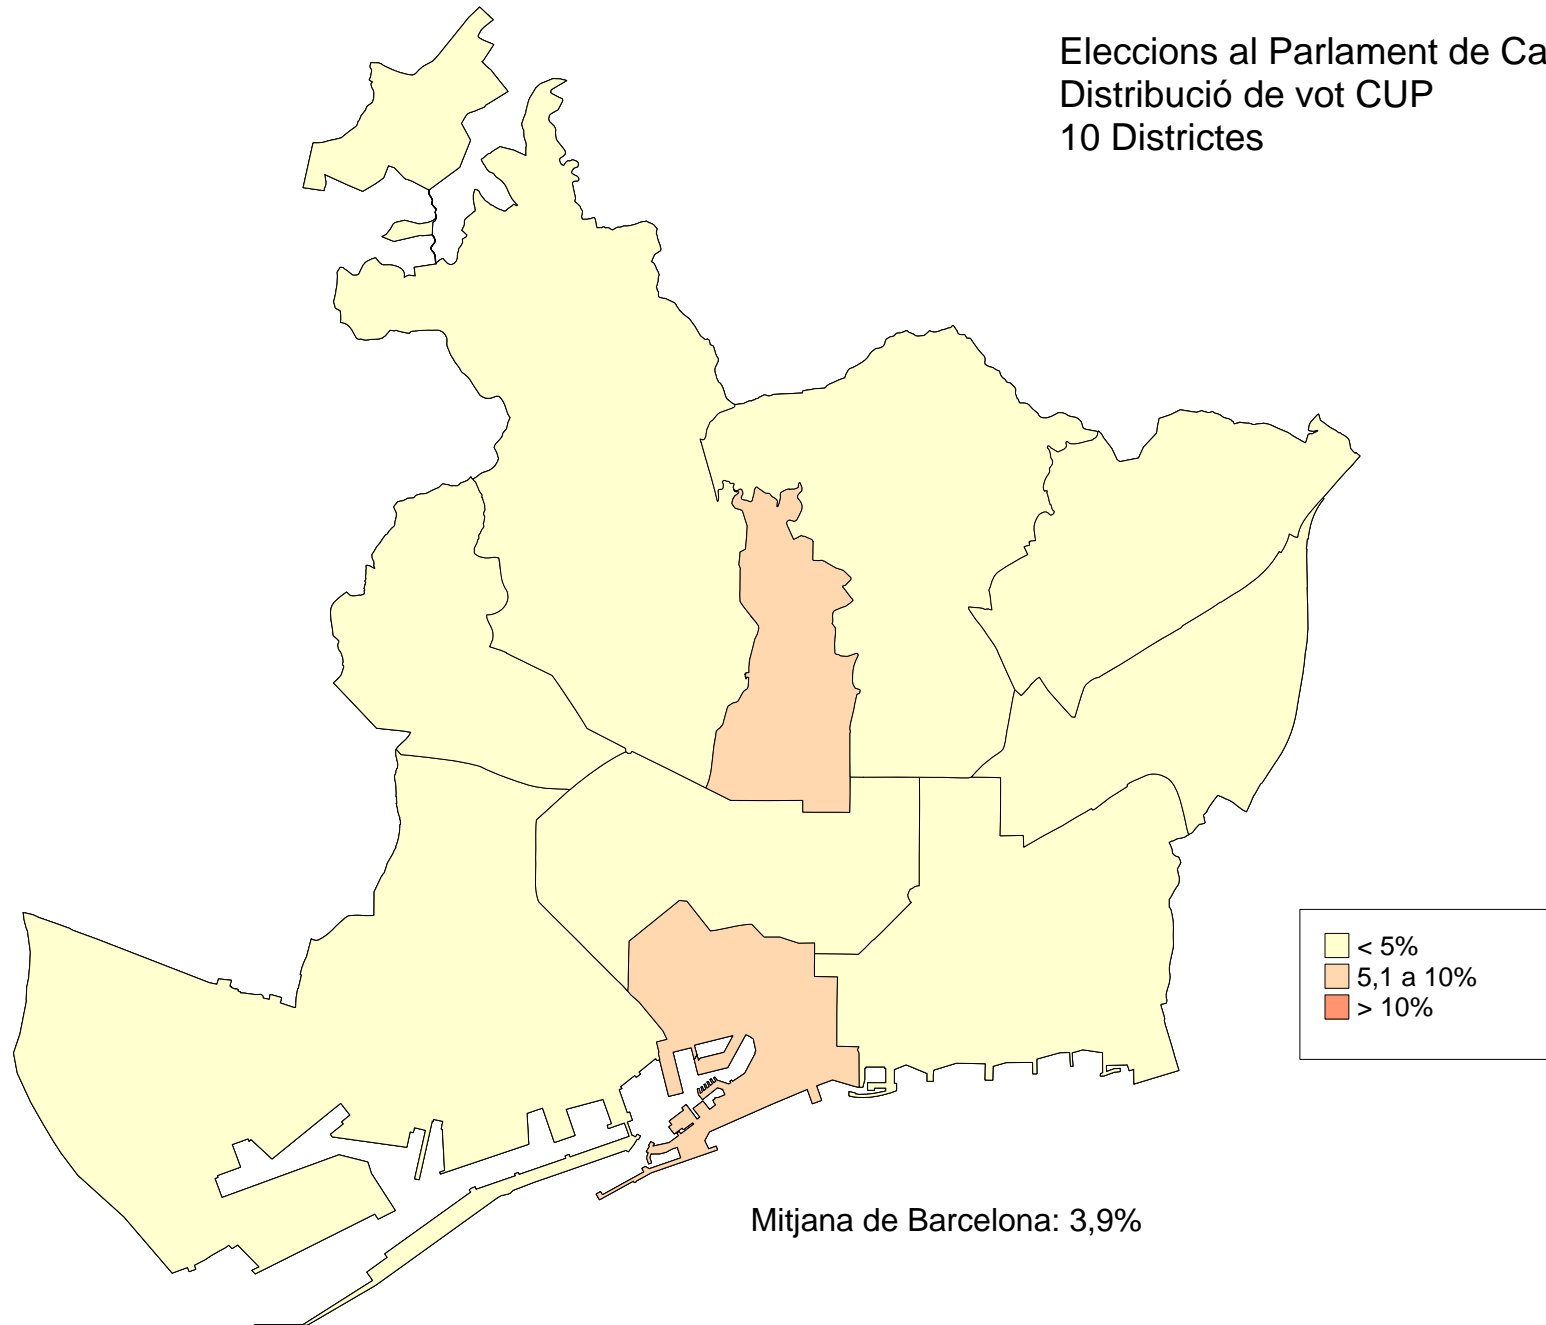 Eleccions al Parlament de Ca
Distribució de vot CUP
10 Districtes
< 5%
5,1 a 10%
> 10%
Mitjana de Barcelona: 3,9%